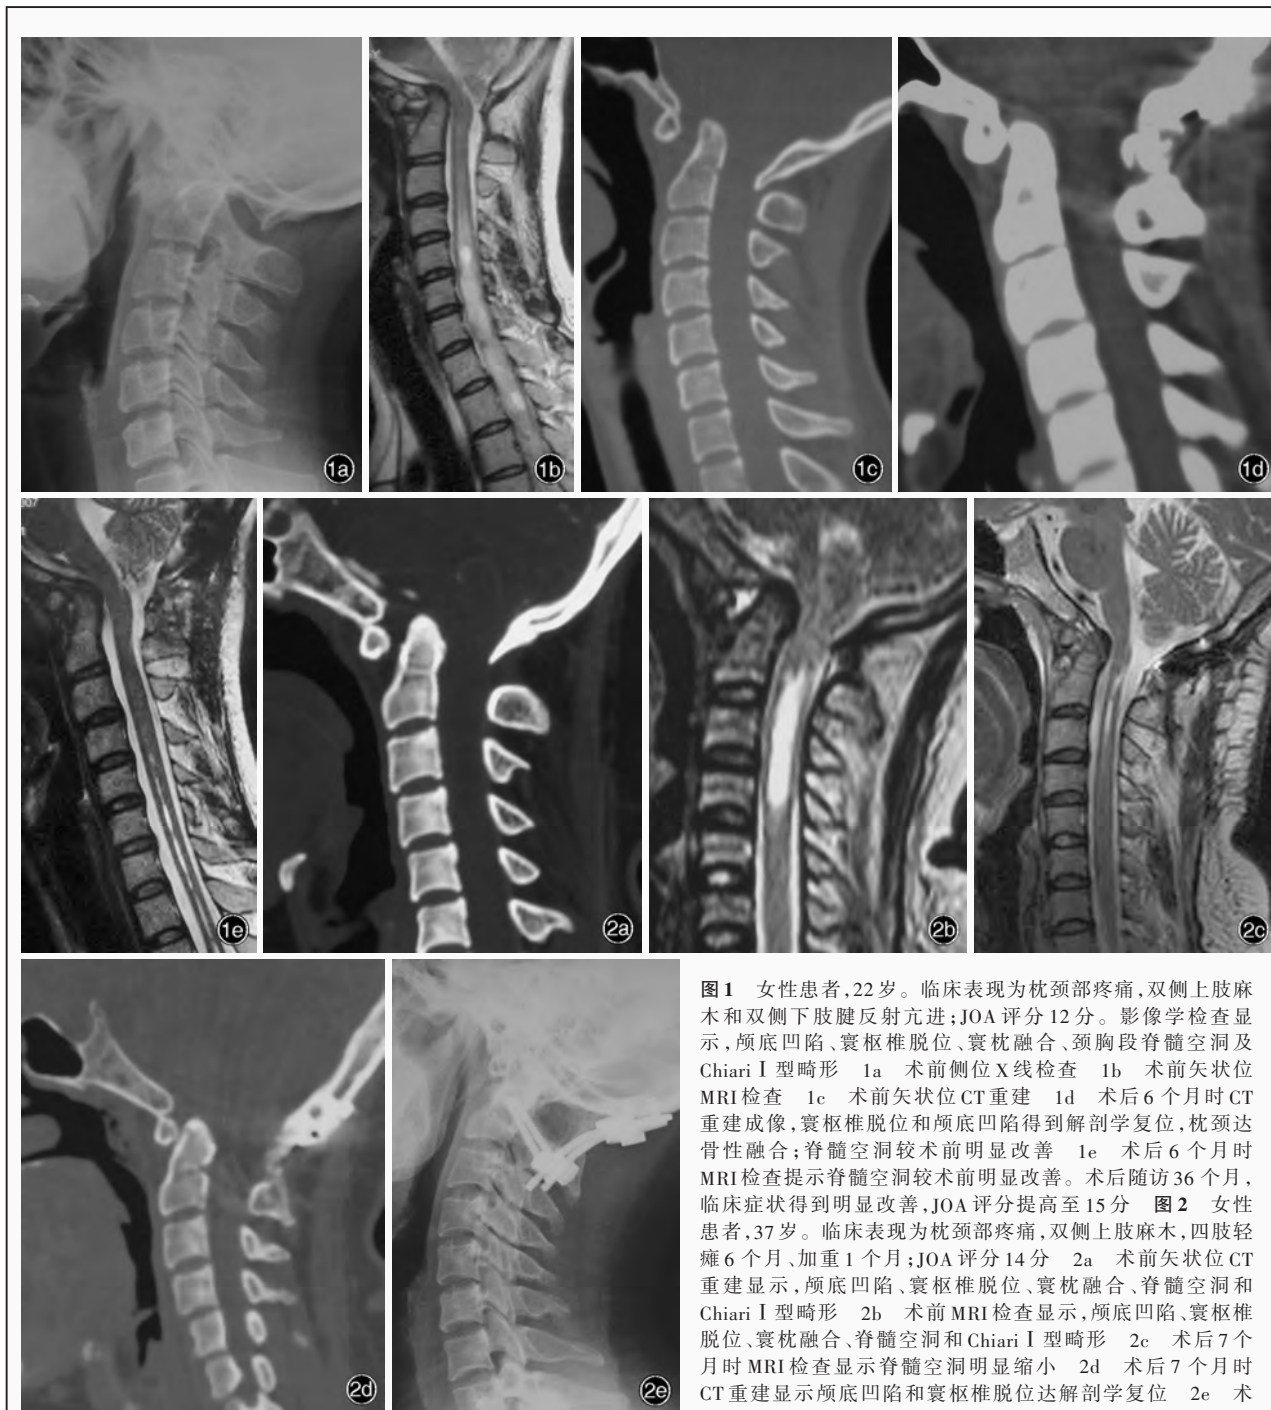 1a
1b
1c
1d
1e
2a
2b
2c
2d
2e
图1 女性患者,22岁。临床表现为枕颈部疼痛,双侧上肢麻
木和双侧下肢腱反射亢进;JOA评分12分。影像学检查显
示,颅底凹陷、寰枢椎脱位、寰枕融合、颈胸段脊髓空洞及
ChiariⅠ型畸形 1a 术前侧位X线检查 1b 术前矢状位
MRI检查 1c 术前矢状位CT重建 1d 术后6个月时CT
重建成像,寰枢椎脱位和颅底凹陷得到解剖学复位,枕颈达
骨性融合;脊髓空洞较术前明显改善 1e 术后6个月时
MRI检查提示脊髓空洞较术前明显改善。术后随访36个月,
临床症状得到明显改善,JOA评分提高至15分 图2 女性
患者,37岁。临床表现为枕颈部疼痛,双侧上肢麻木,四肢轻
瘫6个月、加重1个月;JOA评分14分 2a 术前矢状位CT
重建显示,颅底凹陷、寰枢椎脱位、寰枕融合、脊髓空洞和
ChiariⅠ型畸形 2b 术前MRI检查显示,颅底凹陷、寰枢椎
脱位、寰枕融合、脊髓空洞和ChiariⅠ型畸形 2c 术后7个
月时MRI检查显示脊髓空洞明显缩小 2d 术后7个月时
CT重建显示颅底凹陷和寰枢椎脱位达解剖学复位 2e 术